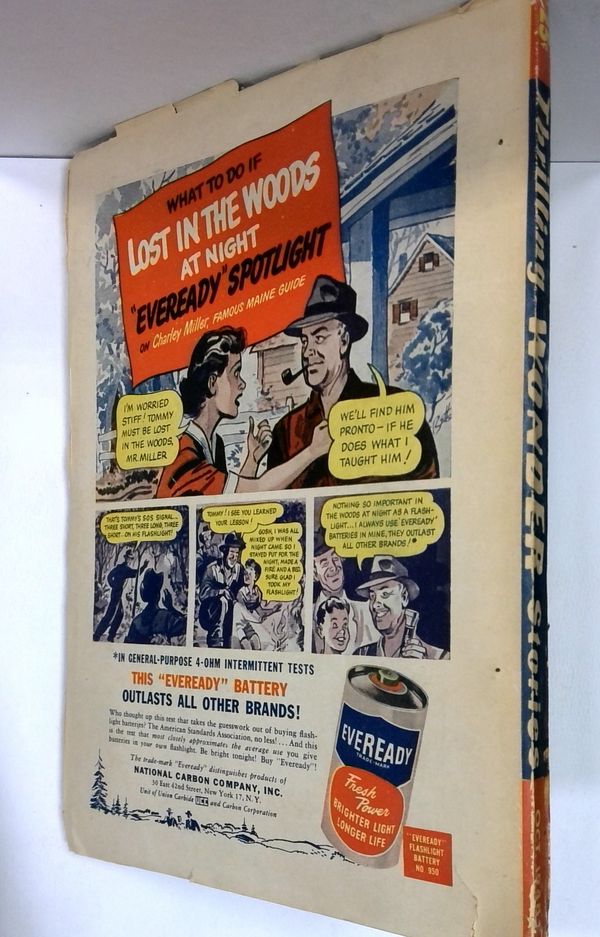 WHAT TO DO IF
LOST IN THE WOODS
AT NIGHT
"EVEREADY" SPOTLIGHT
ON Charley Miller, FAMOUS MAINE GUIDE
I'M WORRIED
STIFF! TOMMY
MUST BE LOST
IN THE WOODS,
MR. MILLER
WE'LL FIND HIM
PRONTO - IF HE
DOES WHAT I
TAUGHT HIM!
THAT'S TOMMY'S SOS SIGNAL...
THREE SHORT, THREE LONG, THREE
SHORT... ON HIS FLASHLIGHT!
TOMMY! I SEE YOU LEARNED
YOUR LESSON!
GOSH, I WAS ALL
MIXED UP WHEN
NIGHT CAME SO I
STAYED PUT FOR THE
NIGHT, MADE A
FIRE AND A BED.
SURE GLAD I
TOOK MY
FLASHLIGHT!
NOTHING SO IMPORTANT IN
THE WOODS AT NIGHT AS A FLASH-
LIGHT... I ALWAYS USE 'EVEREADY'
BATTERIES IN MINE, THEY OUTLAST
ALL OTHER BRANDS!*
*IN GENERAL-PURPOSE 4-OHM INTERMITTENT TESTS
THIS "EVEREADY" BATTERY
OUTLASTS ALL OTHER BRANDS!
Who thought up this test that takes the guesswork out of buying flash-
light batteries? The American Standards Association, no less! ... And this
is the test that most closely approximates the average use you give
batteries in your own flashlight. Be bright tonight! Buy "Eveready"!
The trade-mark "Eveready" distinguishes products of
NATIONAL CARBON COMPANY, INC.
30 East 42nd Street, New York 17, N. Y.
Unit of Union Carbide UCC and Carbon Corporation
EVEREADY
TRADE-MARK
Fresh
Power
BRIGHTER LIGHT
LONGER LIFE
"EVEREADY"
FLASHLIGHT
BATTERY
NO. 950
Thrilling WONDER Stories